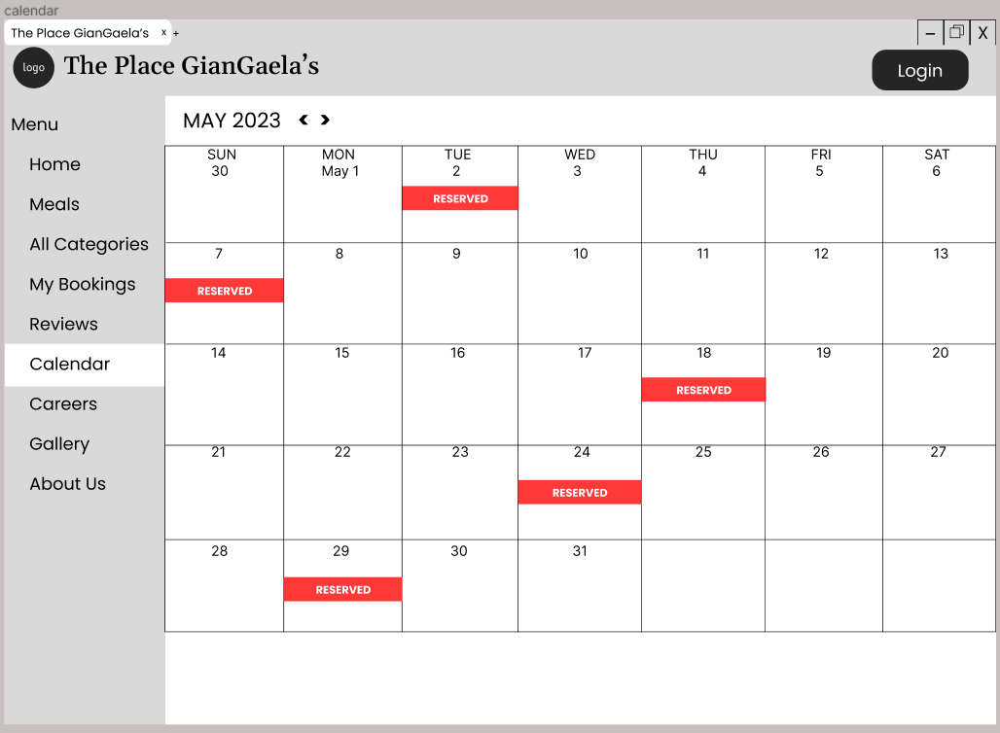 calendar
The Place GianGaela’s x +
– X
logo The Place GianGaela’s
Login
Menu
Home
Meals
All Categories
My Bookings
Reviews
Calendar
Careers
Gallery
About Us
MAY 2023 < >
SUN MON TUE WED THU FRI SAT
30 May 1 2 3 4 5 6
RESERVED
7 8 9 10 11 12 13
RESERVED
14 15 16 17 18 19 20
RESERVED
21 22 23 24 25 26 27
RESERVED
28 29 30 31
RESERVED